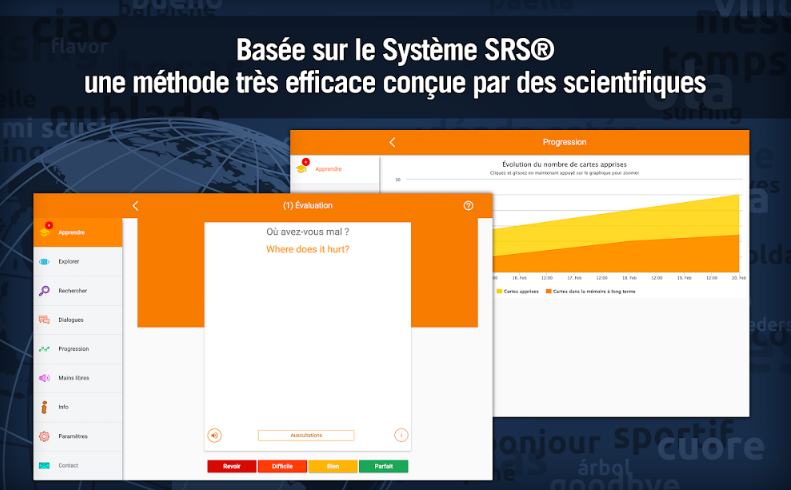 Basée sur le Système SRS®
une méthode très efficace conçue par des scientifiques
Progression
Apprendre
Évolution du nombre de cartes apprises
Cliquez et glissez en maintenant appuyé sur le graphique pour zoomer
16. Feb
12:00
17. Feb
12:00
18. Feb
12:00
19. Feb
12:00
20. Feb
Cartes apprises
Cartes dans la mémoire à long terme
(1) Évaluation
Apprendre
Explorer
Rechercher
Dialogues
Progression
Mains libres
Info
Paramètres
Contact
Où avez-vous mal ?
Where does it hurt?
Auscultations
Revoir
Difficile
Bien
Parfait
bueno
ciao
flavor
nublado
mi scusi
paella
surfing
bonjour
sportif
cuore
árbol
goodbye